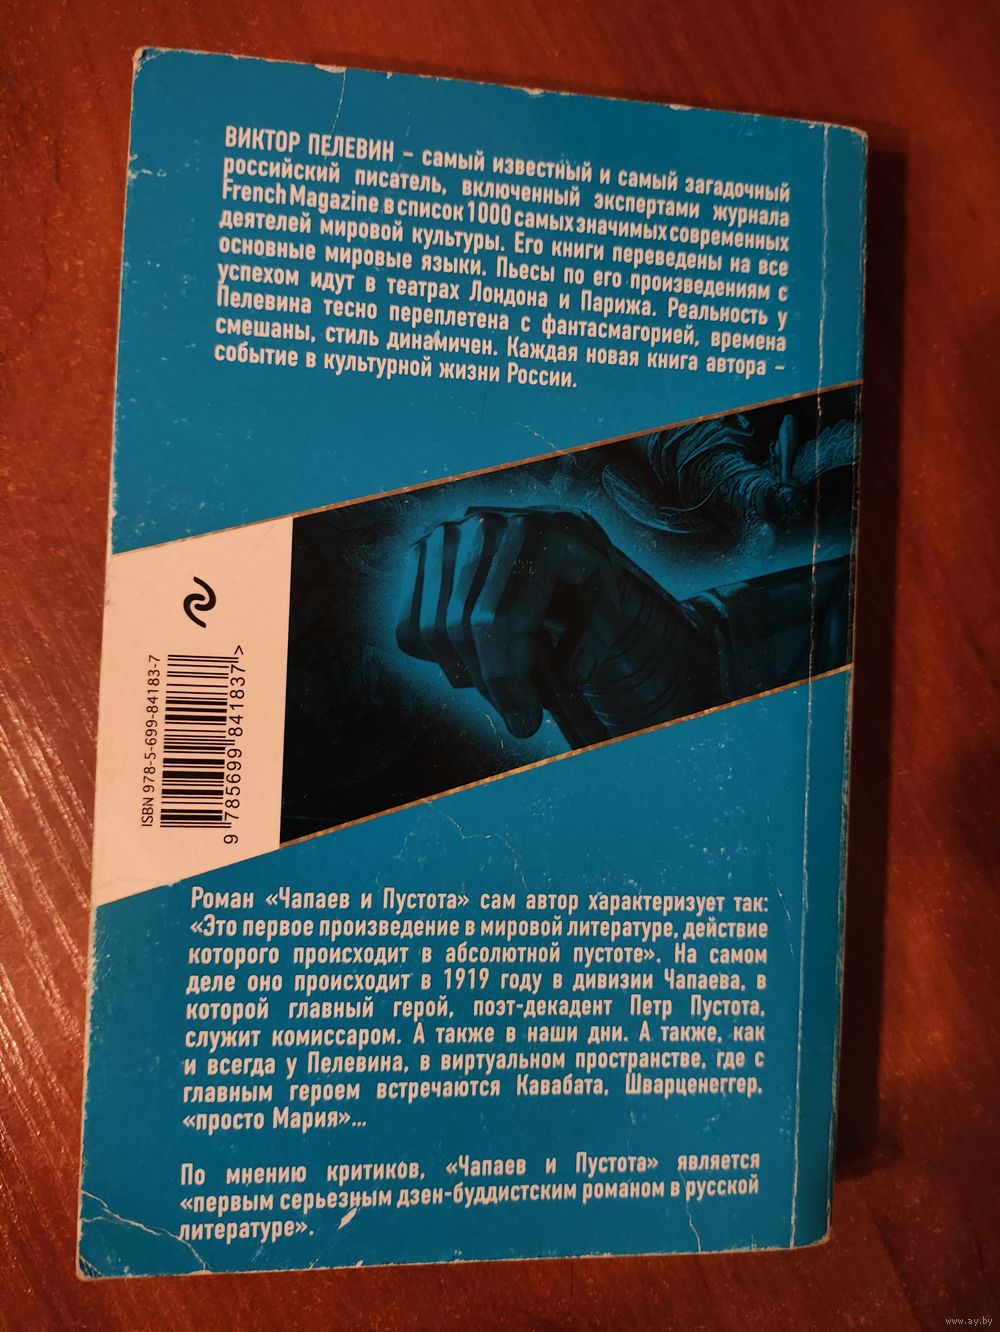 ВИКТОР ПЕЛЕВИН – самый известный и самый загадочный
российский писатель, включенный экспертами журнала
French Magazine в список 1000 самых значимых современных
деятелей мировой культуры. Его книги переведены на все
основные мировые языки. Пьесы по его произведениям с
успехом идут в театрах Лондона и Парижа. Реальность у
Пелевина тесно переплетена с фантасмагорией, времена
смешаны, стиль динамичен. Каждая новая книга автора –
событие в культурной жизни России.
ISBN 978-5-699-84183-7
9 785699 841837 >
Роман «Чапаев и Пустота» сам автор характеризует так:
«Это первое произведение в мировой литературе, действие
которого происходит в абсолютной пустоте». На самом
деле оно происходит в 1919 году в дивизии Чапаева, в
которой главный герой, поэт-декадент Петр Пустота,
служит комиссаром. А также в наши дни. А также, как
и всегда у Пелевина, в виртуальном пространстве, где с
главным героем встречаются Кавабата, Шварценеггер,
«просто Мария»...
По мнению критиков, «Чапаев и Пустота» является
«первым серьезным дзен-буддистским романом в русской
литературе».
www.ay.by